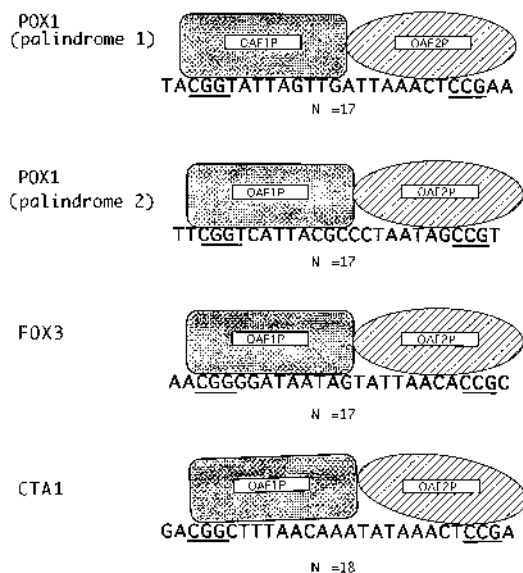 POX1
(palindrome 1)
OAF1P
OAF2P
TACGGTATTAGTTGATTAAACTCCGAA
N =17
POX1
(palindrome 2)
OAF1P
OAF2P
TTCGGTCATTACGCCCTAATAGCCGT
N =17
FOX3
OAF1P
OAF2P
AACGGGGATAATAGTATTAACACCGC
N =17
CTA1
OAF1P
OAF2P
GACGGCTTTAACAAATATAAACTCCGA
N =18